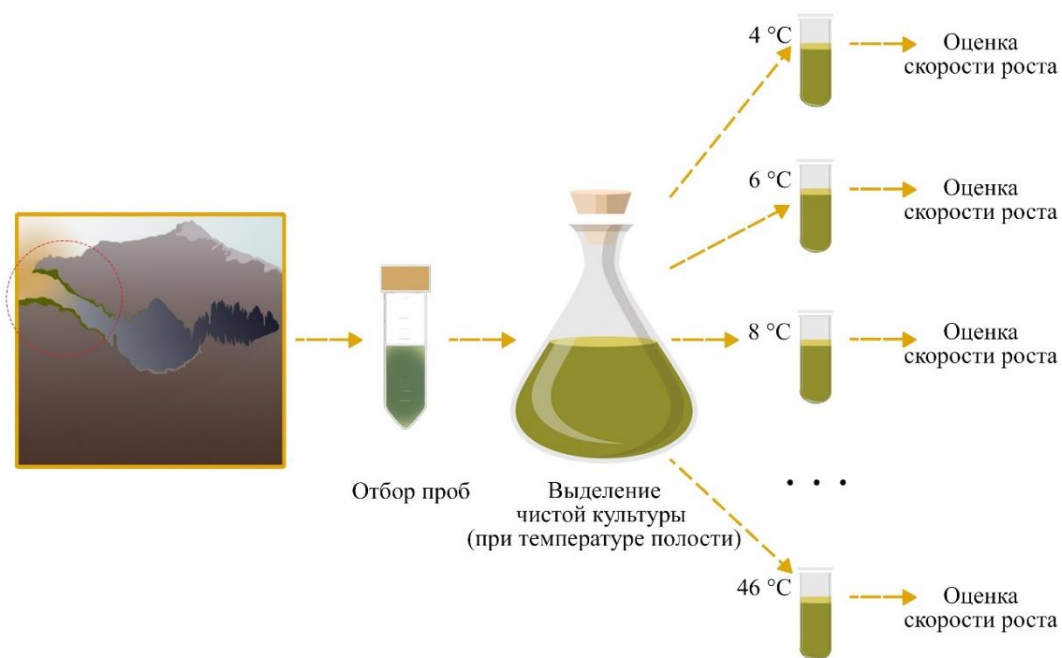 4 °C
Оценка
скорости роста
6 °C
Оценка
скорости роста
8 °C
Оценка
скорости роста
Отбор проб
Выделение
чистой культуры
(при температуре полости)
. . .
46 °C
Оценка
скорости роста